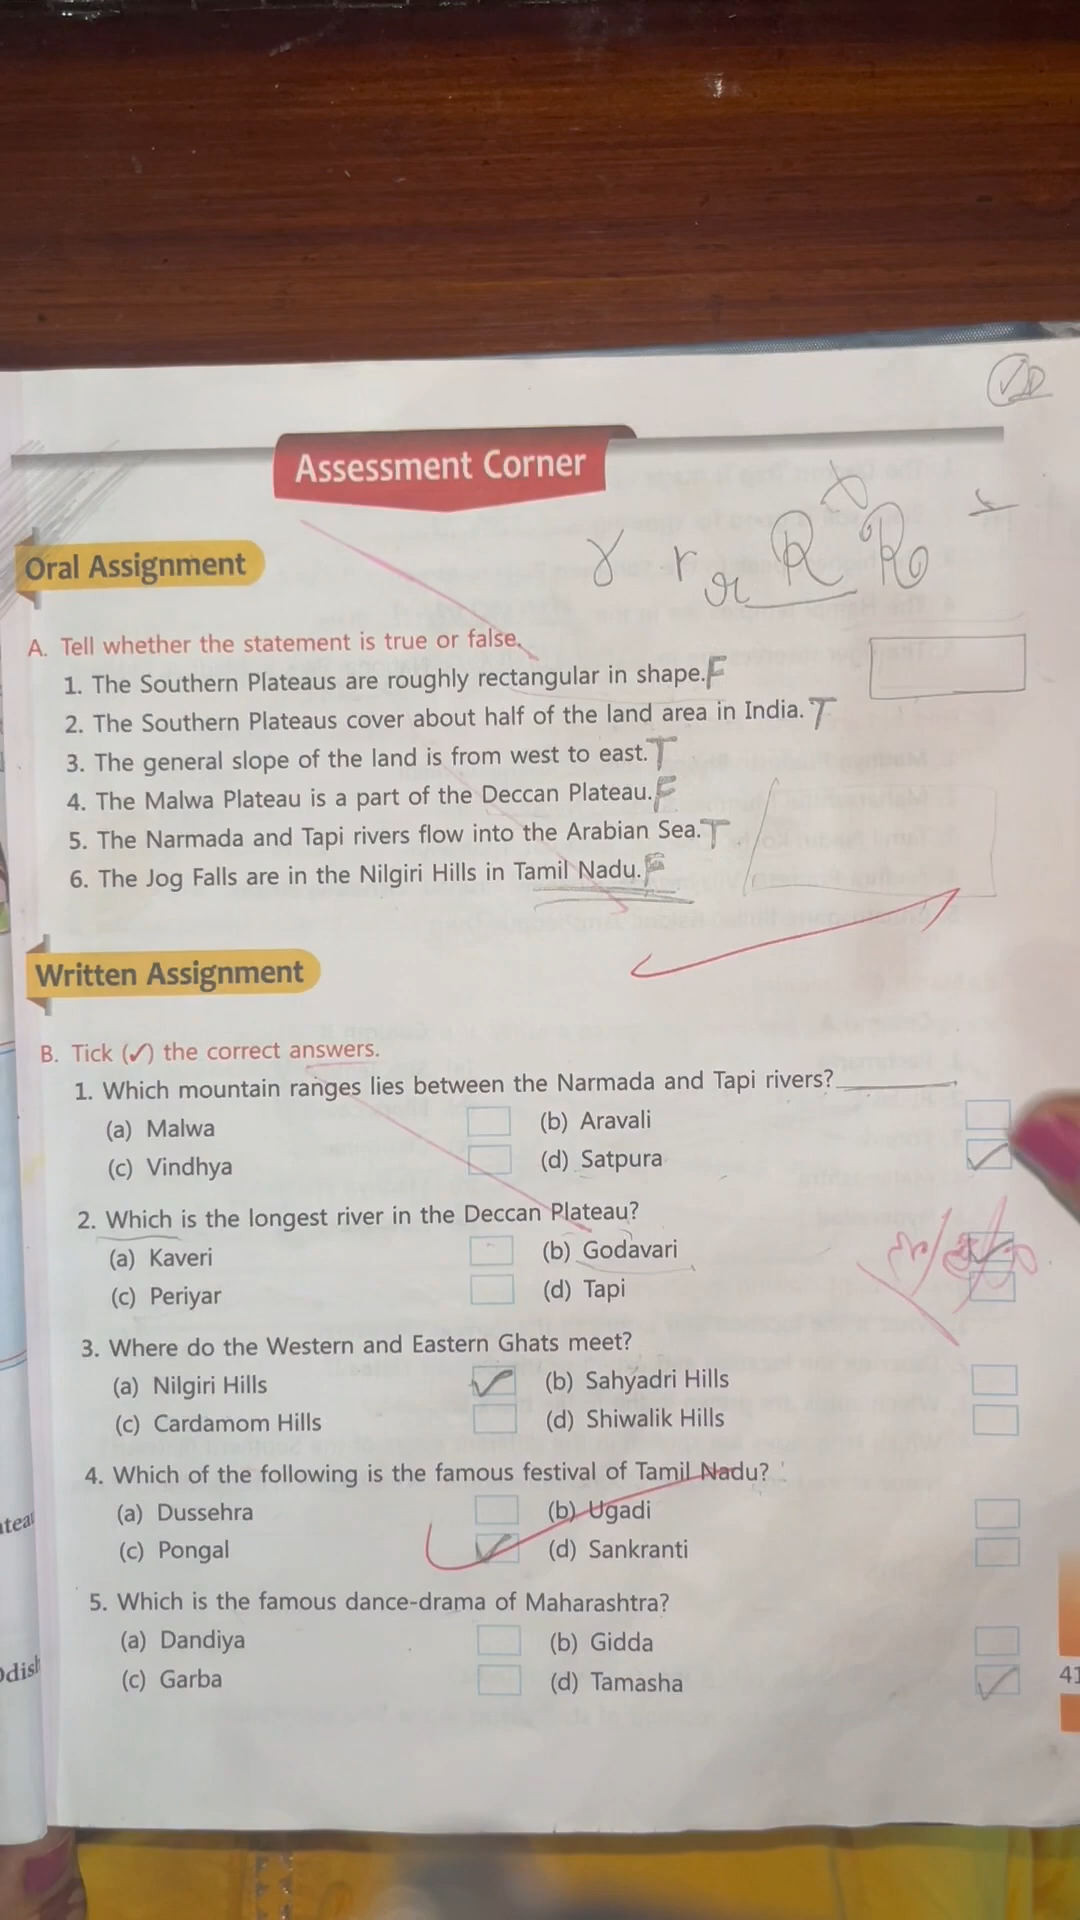 Assessment Corner
Oral Assignment
r r R R
A. Tell whether the statement is true or false.
1. The Southern Plateaus are roughly rectangular in shape. F
2. The Southern Plateaus cover about half of the land area in India. T
3. The general slope of the land is from west to east. T
4. The Malwa Plateau is a part of the Deccan Plateau. F
5. The Narmada and Tapi rivers flow into the Arabian Sea. T
6. The Jog Falls are in the Nilgiri Hills in Tamil Nadu. F
Written Assignment
B. Tick (✓) the correct answers.
1. Which mountain ranges lies between the Narmada and Tapi rivers? ________.
(a) Malwa (b) Aravali
(c) Vindhya (d) Satpura ✓
2. Which is the longest river in the Deccan Plateau?
(a) Kaveri (b) Godavari ✓
(c) Periyar (d) Tapi
3. Where do the Western and Eastern Ghats meet?
(a) Nilgiri Hills ✓ (b) Sahyadri Hills
(c) Cardamom Hills (d) Shiwalik Hills
4. Which of the following is the famous festival of Tamil Nadu?
(a) Dussehra (b) Ugadi
(c) Pongal ✓ (d) Sankranti
5. Which is the famous dance-drama of Maharashtra?
(a) Dandiya (b) Gidda
(c) Garba (d) Tamasha ✓
41